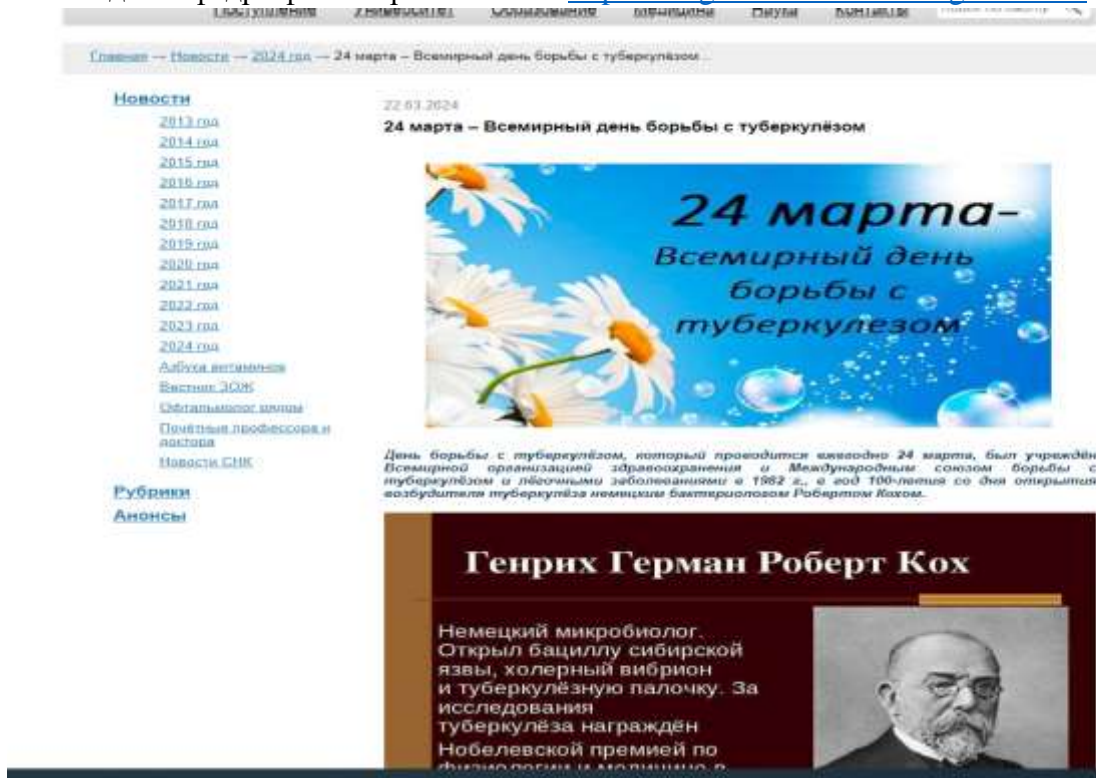 Поступление Университет Образование Медицина Наука Контакты
Главная — Новости — 2024 год — 24 марта – Всемирный день борьбы с туберкулёзом...
Новости
2013 год
2014 год
2015 год
2016 год
2017 год
2018 год
2019 год
2020 год
2021 год
2022 год
2023 год
2024 год
Азбука витаминов
Вестник ЗОЖ
Офтальмолог
Почётные профессора и
доктора
Новости СНК
Рубрики
Анонсы
22.03.2024
24 марта – Всемирный день борьбы с туберкулёзом
24 марта-
Всемирный день
борьбы с
туберкулезом
День борьбы с туберкулёзом, который проводится ежегодно 24 марта, был учреждён
Всемирной организацией здравоохранения и Международным союзом борьбы с
туберкулёзом и лёгочными заболеваниями в 1982 г., в год 100-летия со дня открытия
возбудителя туберкулёза немецким бактериологом Робертом Кохом.
Генрих Герман Роберт Кох
Немецкий микробиолог.
Открыл бациллу сибирской
язвы, холерный вибрион
и туберкулёзную палочку. За
исследования
туберкулёза награждён
Нобелевской премией по
физиологии и медицине в